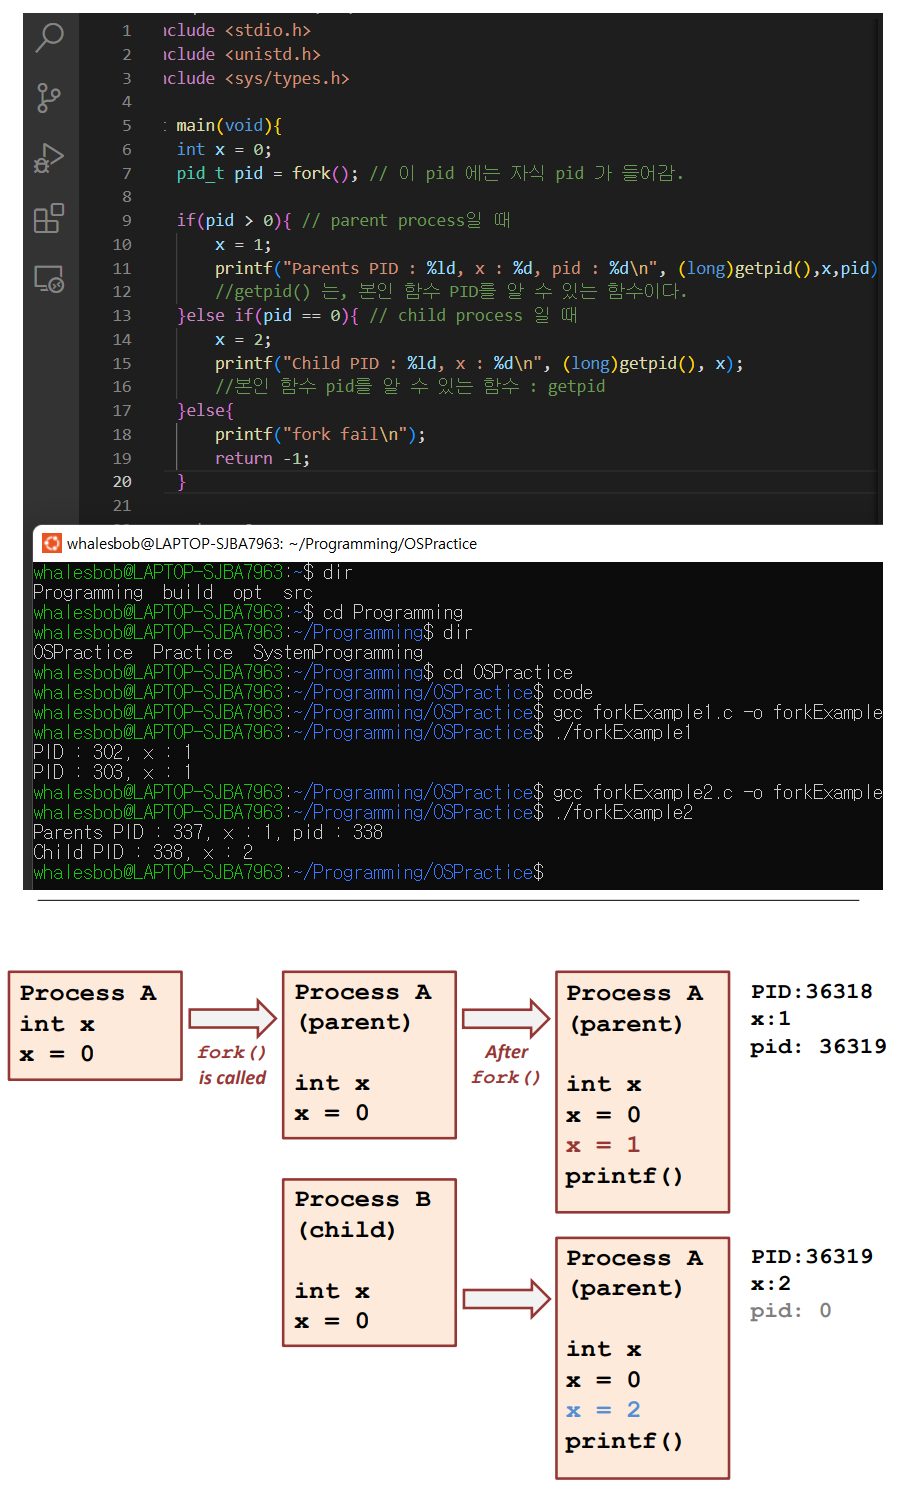 1 nclude <stdio.h>
2 nclude <unistd.h>
3 nclude <sys/types.h>
4
5 main(void){
6 int x = 0;
7 pid_t pid = fork(); // 이 pid 에는 자식 pid 가 들어감.
8
9 if(pid > 0){ // parent process일 때
10 x = 1;
11 printf("Parents PID : %ld, x : %d, pid : %d\n", (long)getpid(),x,pid)
12 //getpid() 는, 본인 함수 PID를 알 수 있는 함수이다.
13 }else if(pid == 0){ // child process 일 때
14 x = 2;
15 printf("Child PID : %ld, x : %d\n", (long)getpid(), x);
16 //본인 함수 pid를 알 수 있는 함수 : getpid
17 }else{
18 printf("fork fail\n");
19 return -1;
20 }
21
whalesbob@LAPTOP-SJBA7963: ~/Programming/OSPractice
whalesbob@LAPTOP-SJBA7963:~$ dir
Programming build opt src
whalesbob@LAPTOP-SJBA7963:~$ cd Programming
whalesbob@LAPTOP-SJBA7963:~/Programming$ dir
OSPractice Practice SystemProgramming
whalesbob@LAPTOP-SJBA7963:~/Programming$ cd OSPractice
whalesbob@LAPTOP-SJBA7963:~/Programming/OSPractice$ code
whalesbob@LAPTOP-SJBA7963:~/Programming/OSPractice$ gcc forkExample1.c -o forkExample
whalesbob@LAPTOP-SJBA7963:~/Programming/OSPractice$ ./forkExample1
PID : 302, x : 1
PID : 303, x : 1
whalesbob@LAPTOP-SJBA7963:~/Programming/OSPractice$ gcc forkExample2.c -o forkExample
whalesbob@LAPTOP-SJBA7963:~/Programming/OSPractice$ ./forkExample2
Parents PID : 337, x : 1, pid : 338
Child PID : 338, x : 2
whalesbob@LAPTOP-SJBA7963:~/Programming/OSPractice$
Process A
int x
x = 0
fork()
is called
Process A
(parent)
int x
x = 0
After
fork()
Process A
(parent)
int x
x = 0
x = 1
printf()
PID:36318
x:1
pid: 36319
Process B
(child)
int x
x = 0
Process A
(parent)
int x
x = 0
x = 2
printf()
PID:36319
x:2
pid: 0